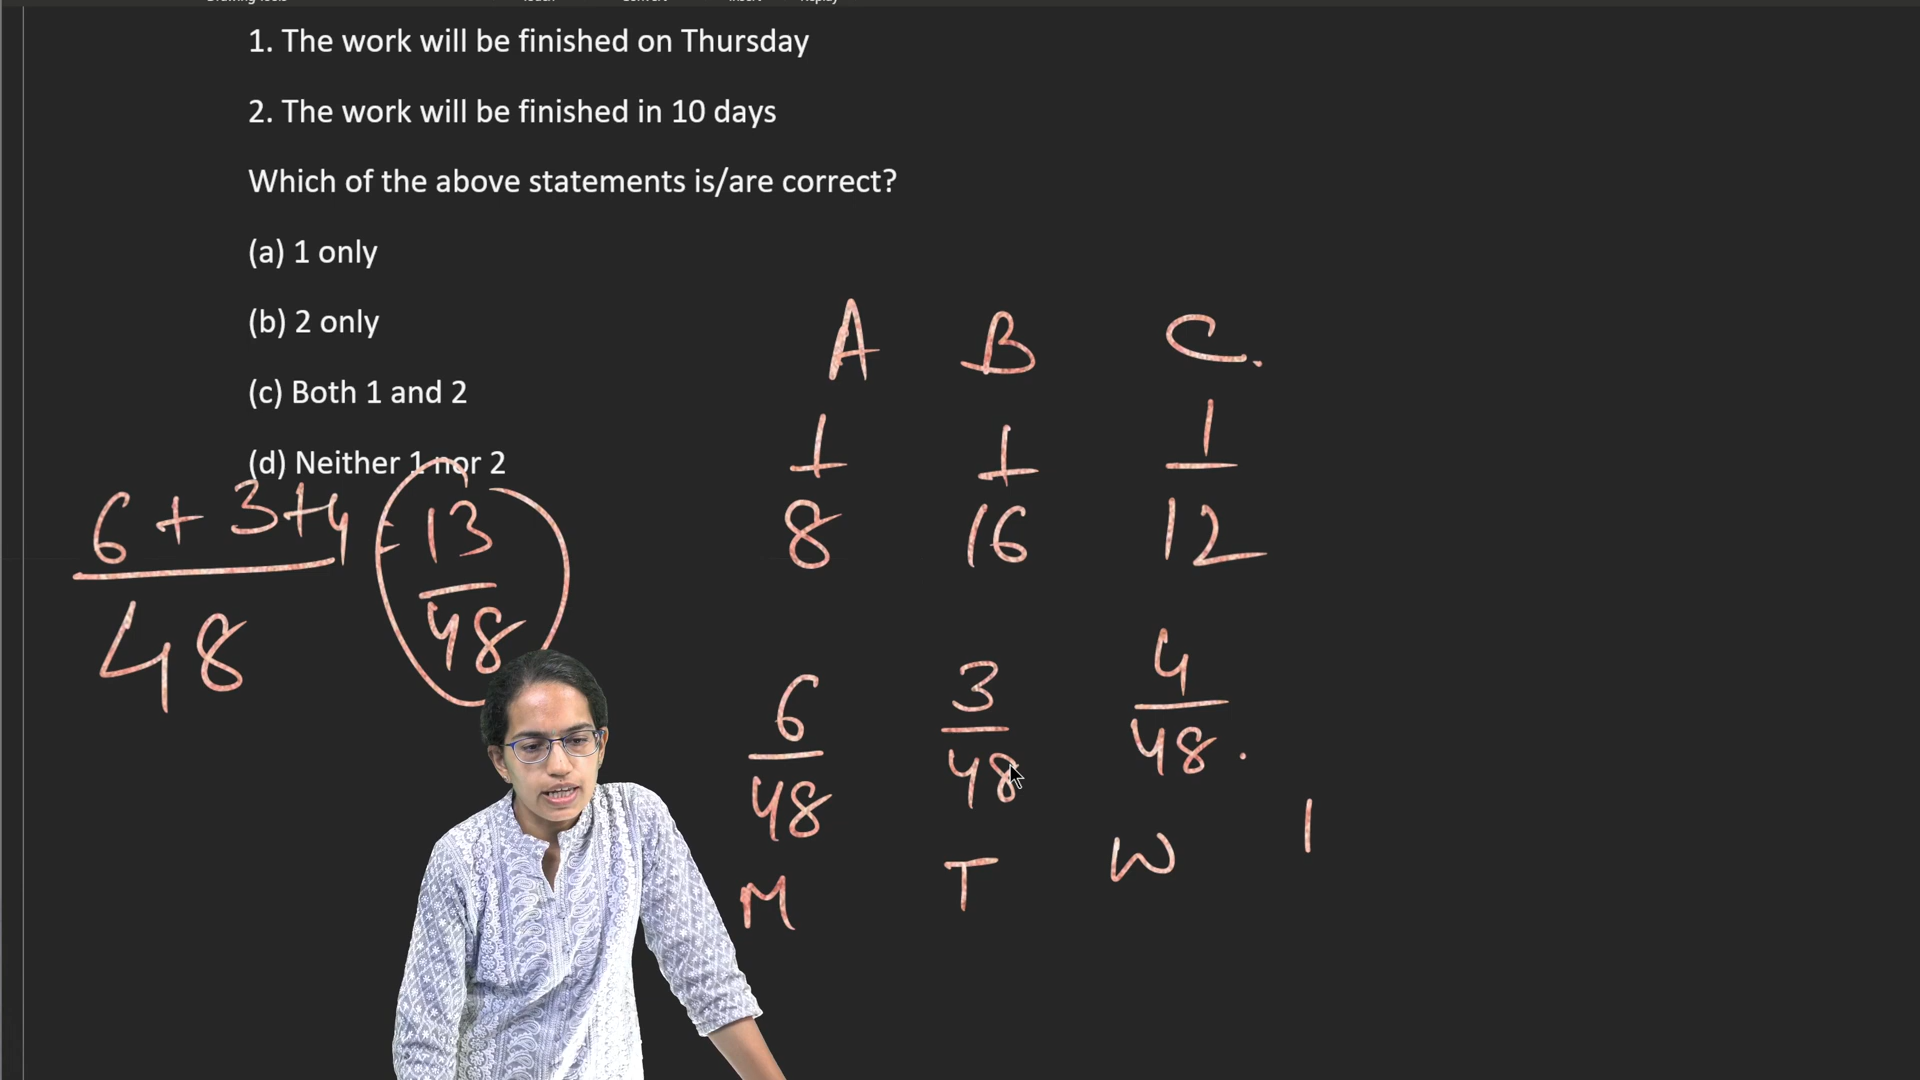 1. The work will be finished on Thursday
2. The work will be finished in 10 days
Which of the above statements is/are correct?
(a) 1 only
(b) 2 only
(c) Both 1 and 2
(d) Neither 1 nor 2
A B C.
1/8 1/16 1/12
6 + 3 + 4 / 48 = 13/48
6/48 3/48 4/48.
M T W